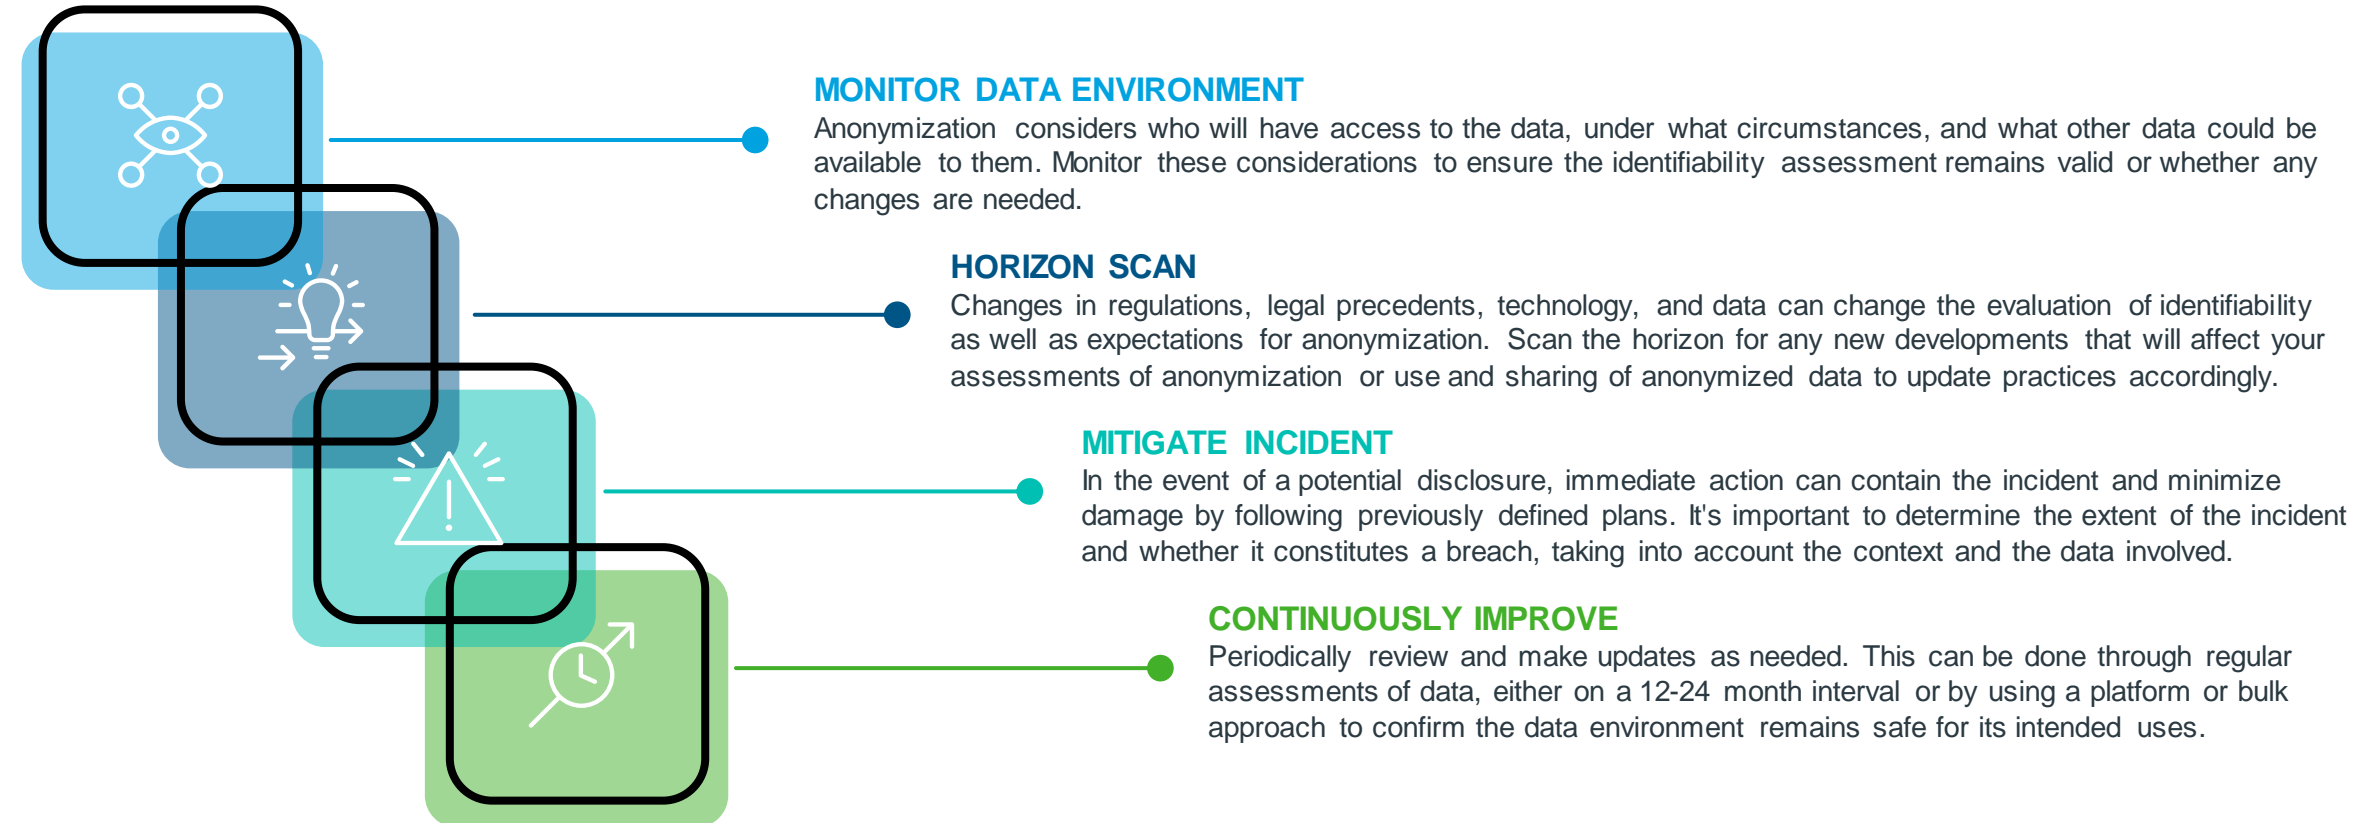 MONITOR DATA ENVIRONMENT
Anonymization considers who will have access to the data, under what circumstances, and what other data could be
available to them. Monitor these considerations to ensure the identifiability assessment remains valid or whether any
changes are needed.
HORIZON SCAN
Changes in regulations, legal precedents, technology, and data can change the evaluation of identifiability
as well as expectations for anonymization. Scan the horizon for any new developments that will affect your
assessments of anonymization or use and sharing of anonymized data to update practices accordingly.
MITIGATE INCIDENT
In the event of a potential disclosure, immediate action can contain the incident and minimize
damage by following previously defined plans. It's important to determine the extent of the incident
and whether it constitutes a breach, taking into account the context and the data involved.
CONTINUOUSLY IMPROVE
Periodically review and make updates as needed. This can be done through regular
assessments of data, either on a 12-24 month interval or by using a platform or bulk
approach to confirm the data environment remains safe for its intended uses.